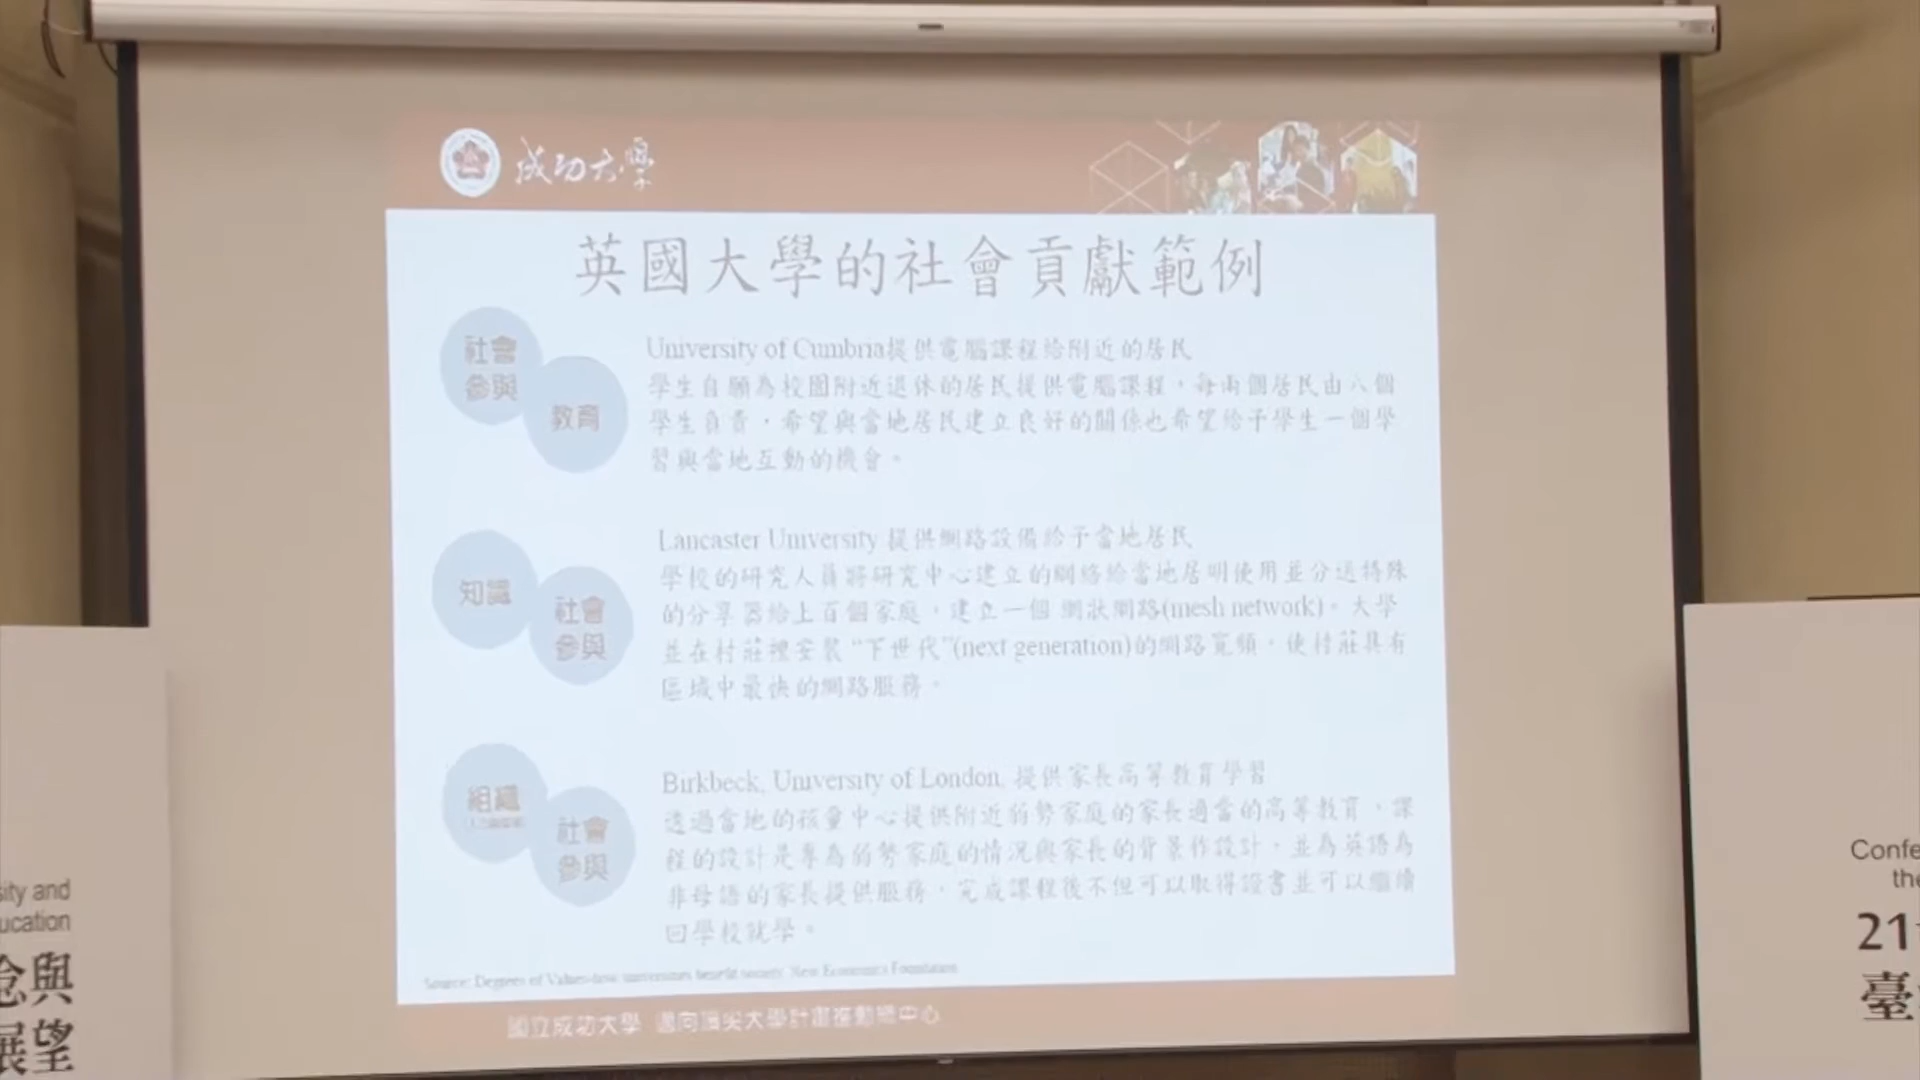 成功大學
英國大學的社會貢獻範例
社會
參與
教育
University of Cumbria提供電腦課程給附近的居民
學生自願為校園附近退休的居民提供電腦課程，每兩個居民由八個
學生負責，希望與當地居民建立良好的關係也希望給予學生一個學
習與當地互動的機會。
知識
社會
參與
Lancaster University 提供網路設備給予當地居民
學校的研究人員將研究中心建立的網絡給當地居明使用並分送特殊
的分享器給上百個家庭，建立一個 網狀網路(mesh network)。大學
並在村莊裡安裝“下世代”(next generation)的網路寬頻，使村莊具有
區域中最快的網路服務。
組織
社會
參與
Birkbeck, University of London, 提供家長高等教育學習
透過當地的孩童中心提供附近弱勢家庭的家長適當的高等教育，課
程的設計是專為弱勢家庭的情況與家長的背景作設計，並為英語為
非母語的家長提供服務，完成課程後不但可以取得證書並可以繼續
回學校就學。
Source: Degrees of Value-how universities benefit society, New Economics Foundation
國立成功大學 邁向頂尖大學計畫推動總中心
sity and
ucation
念與
展望
Confe
the
21
臺